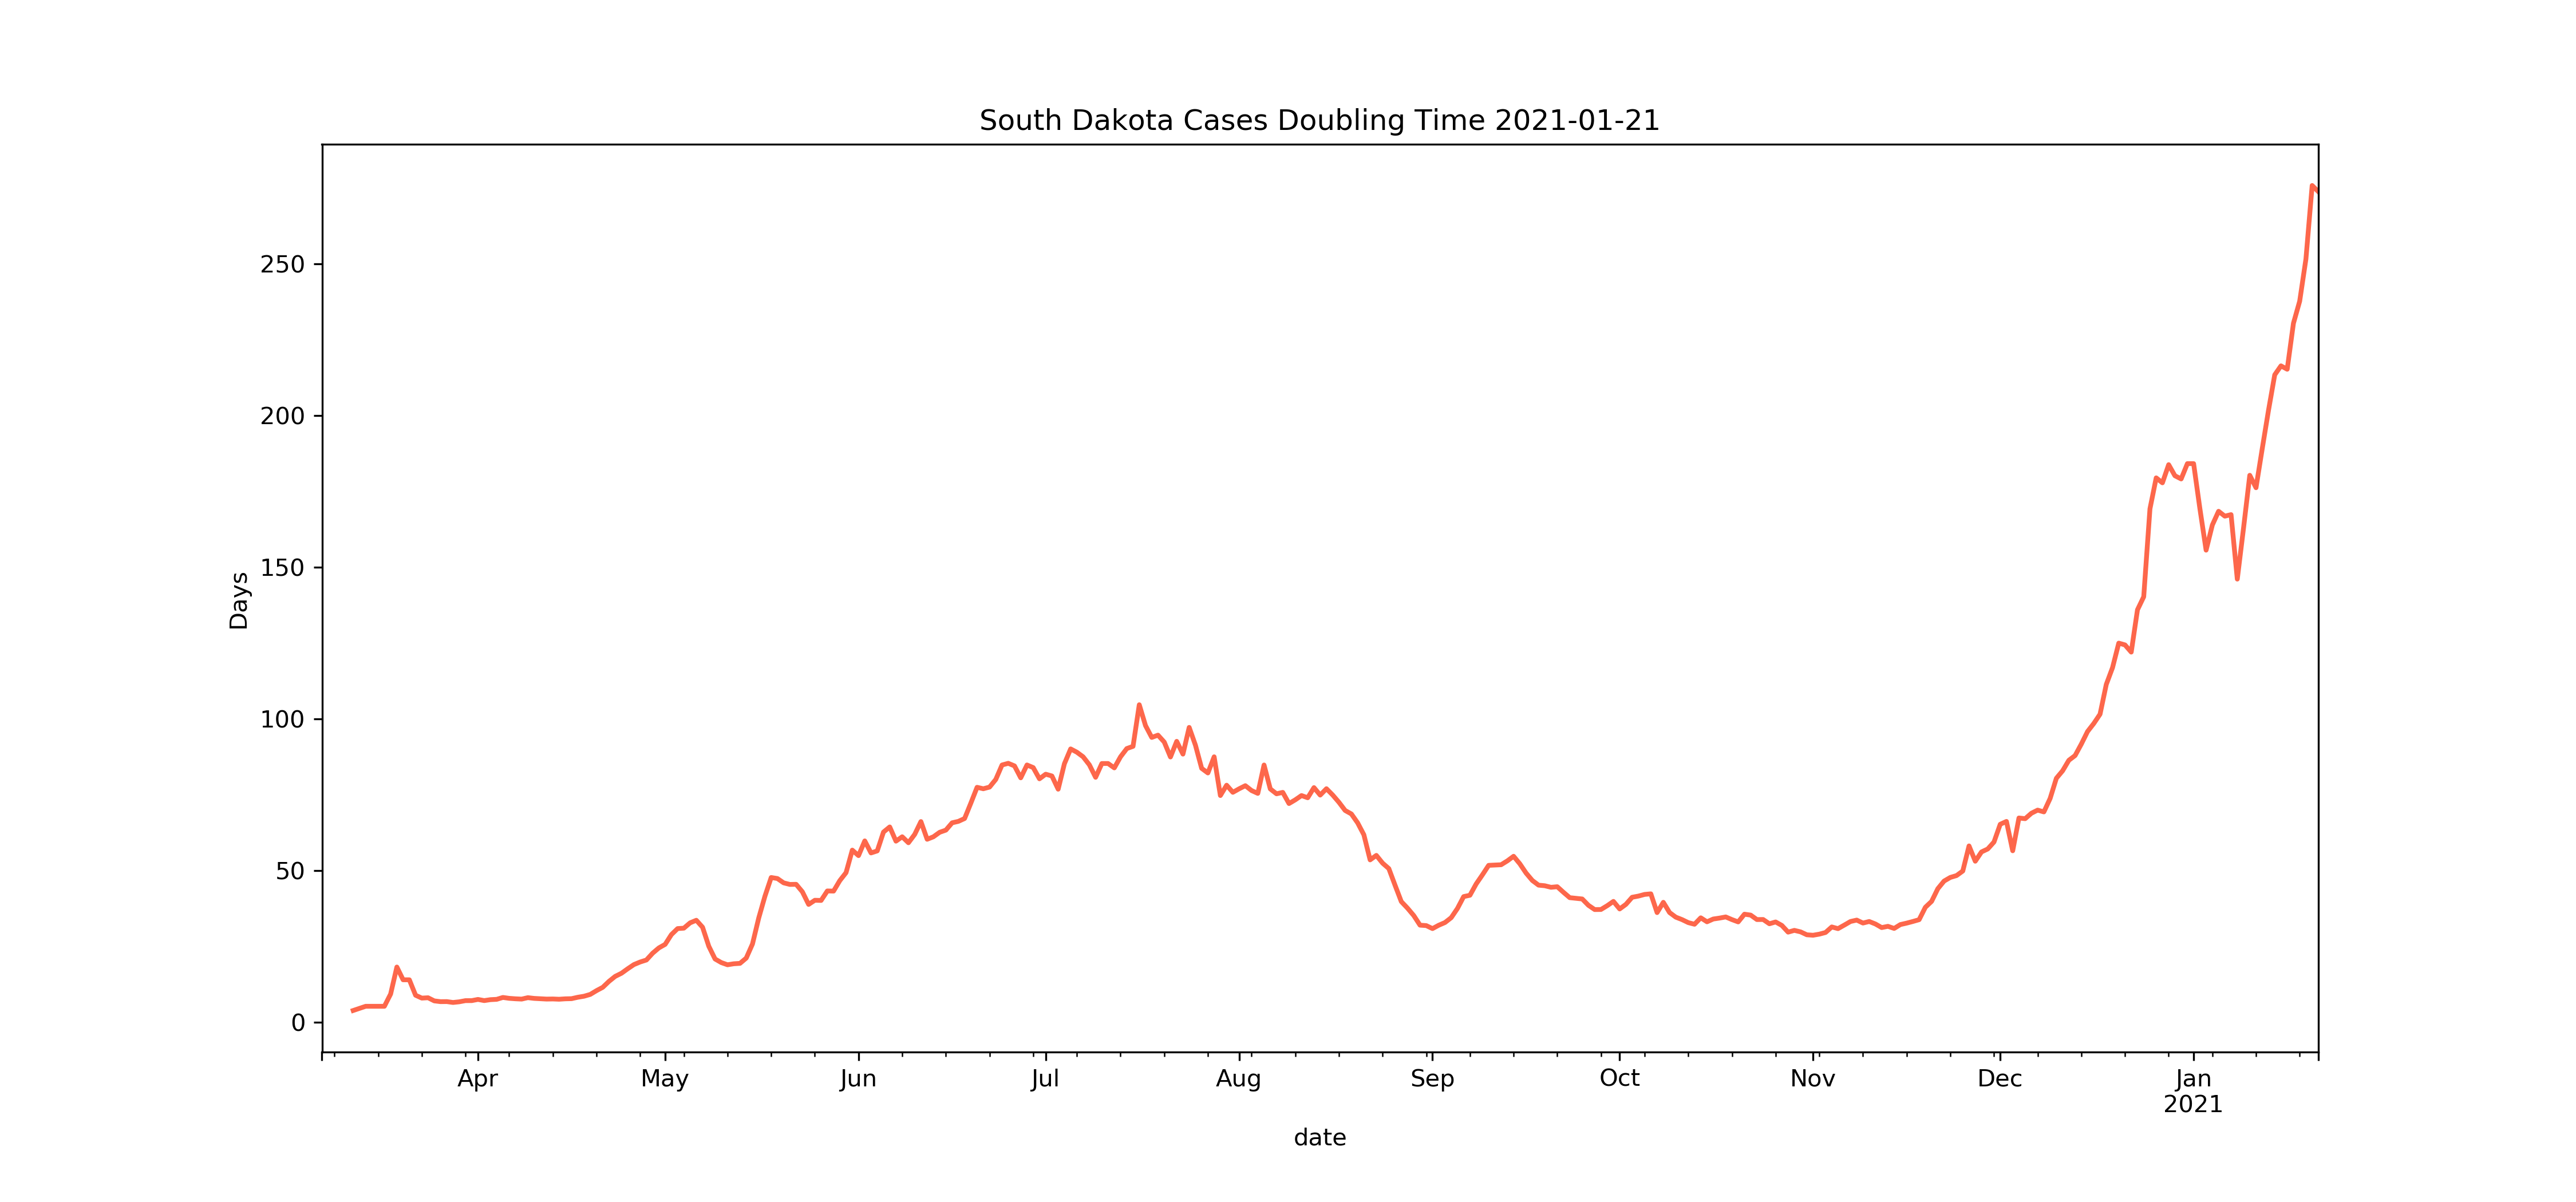 South Dakota Cases Doubling Time 2021-01-21
Days
250
200
150
100
50
0
Apr May Jun Jul Aug Sep Oct Nov Dec Jan
2021
date